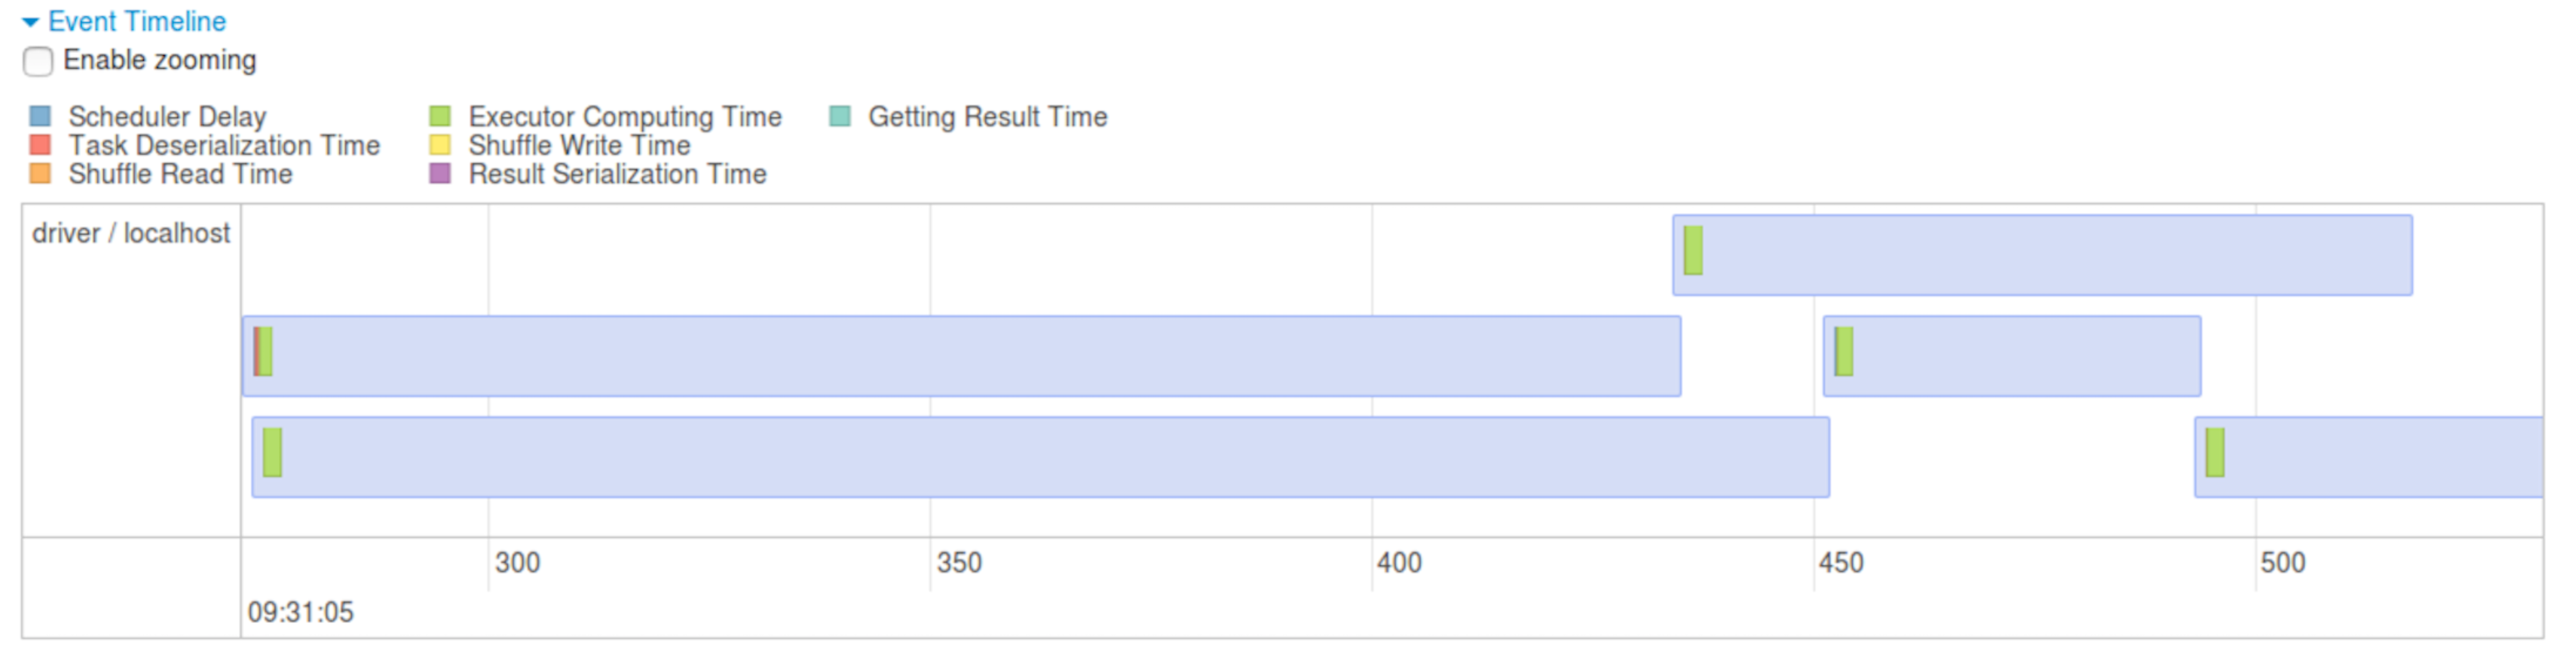 Event Timeline
Enable zooming
Scheduler Delay Executor Computing Time Getting Result Time
Task Deserialization Time Shuffle Write Time
Shuffle Read Time Result Serialization Time
driver / localhost
300 350 400 450 500
09:31:05